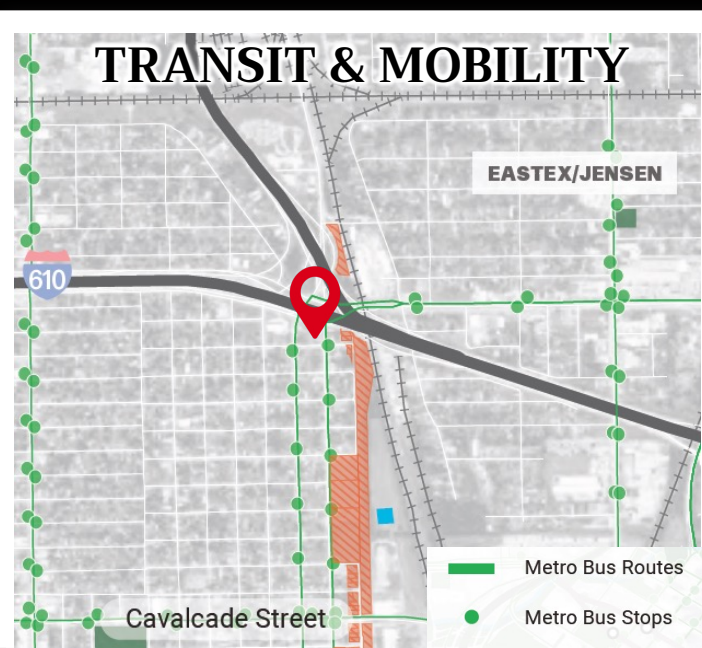 TRANSIT & MOBILITY
EASTEX/JENSEN
610
Metro Bus Routes
Cavalcade Street
Metro Bus Stops